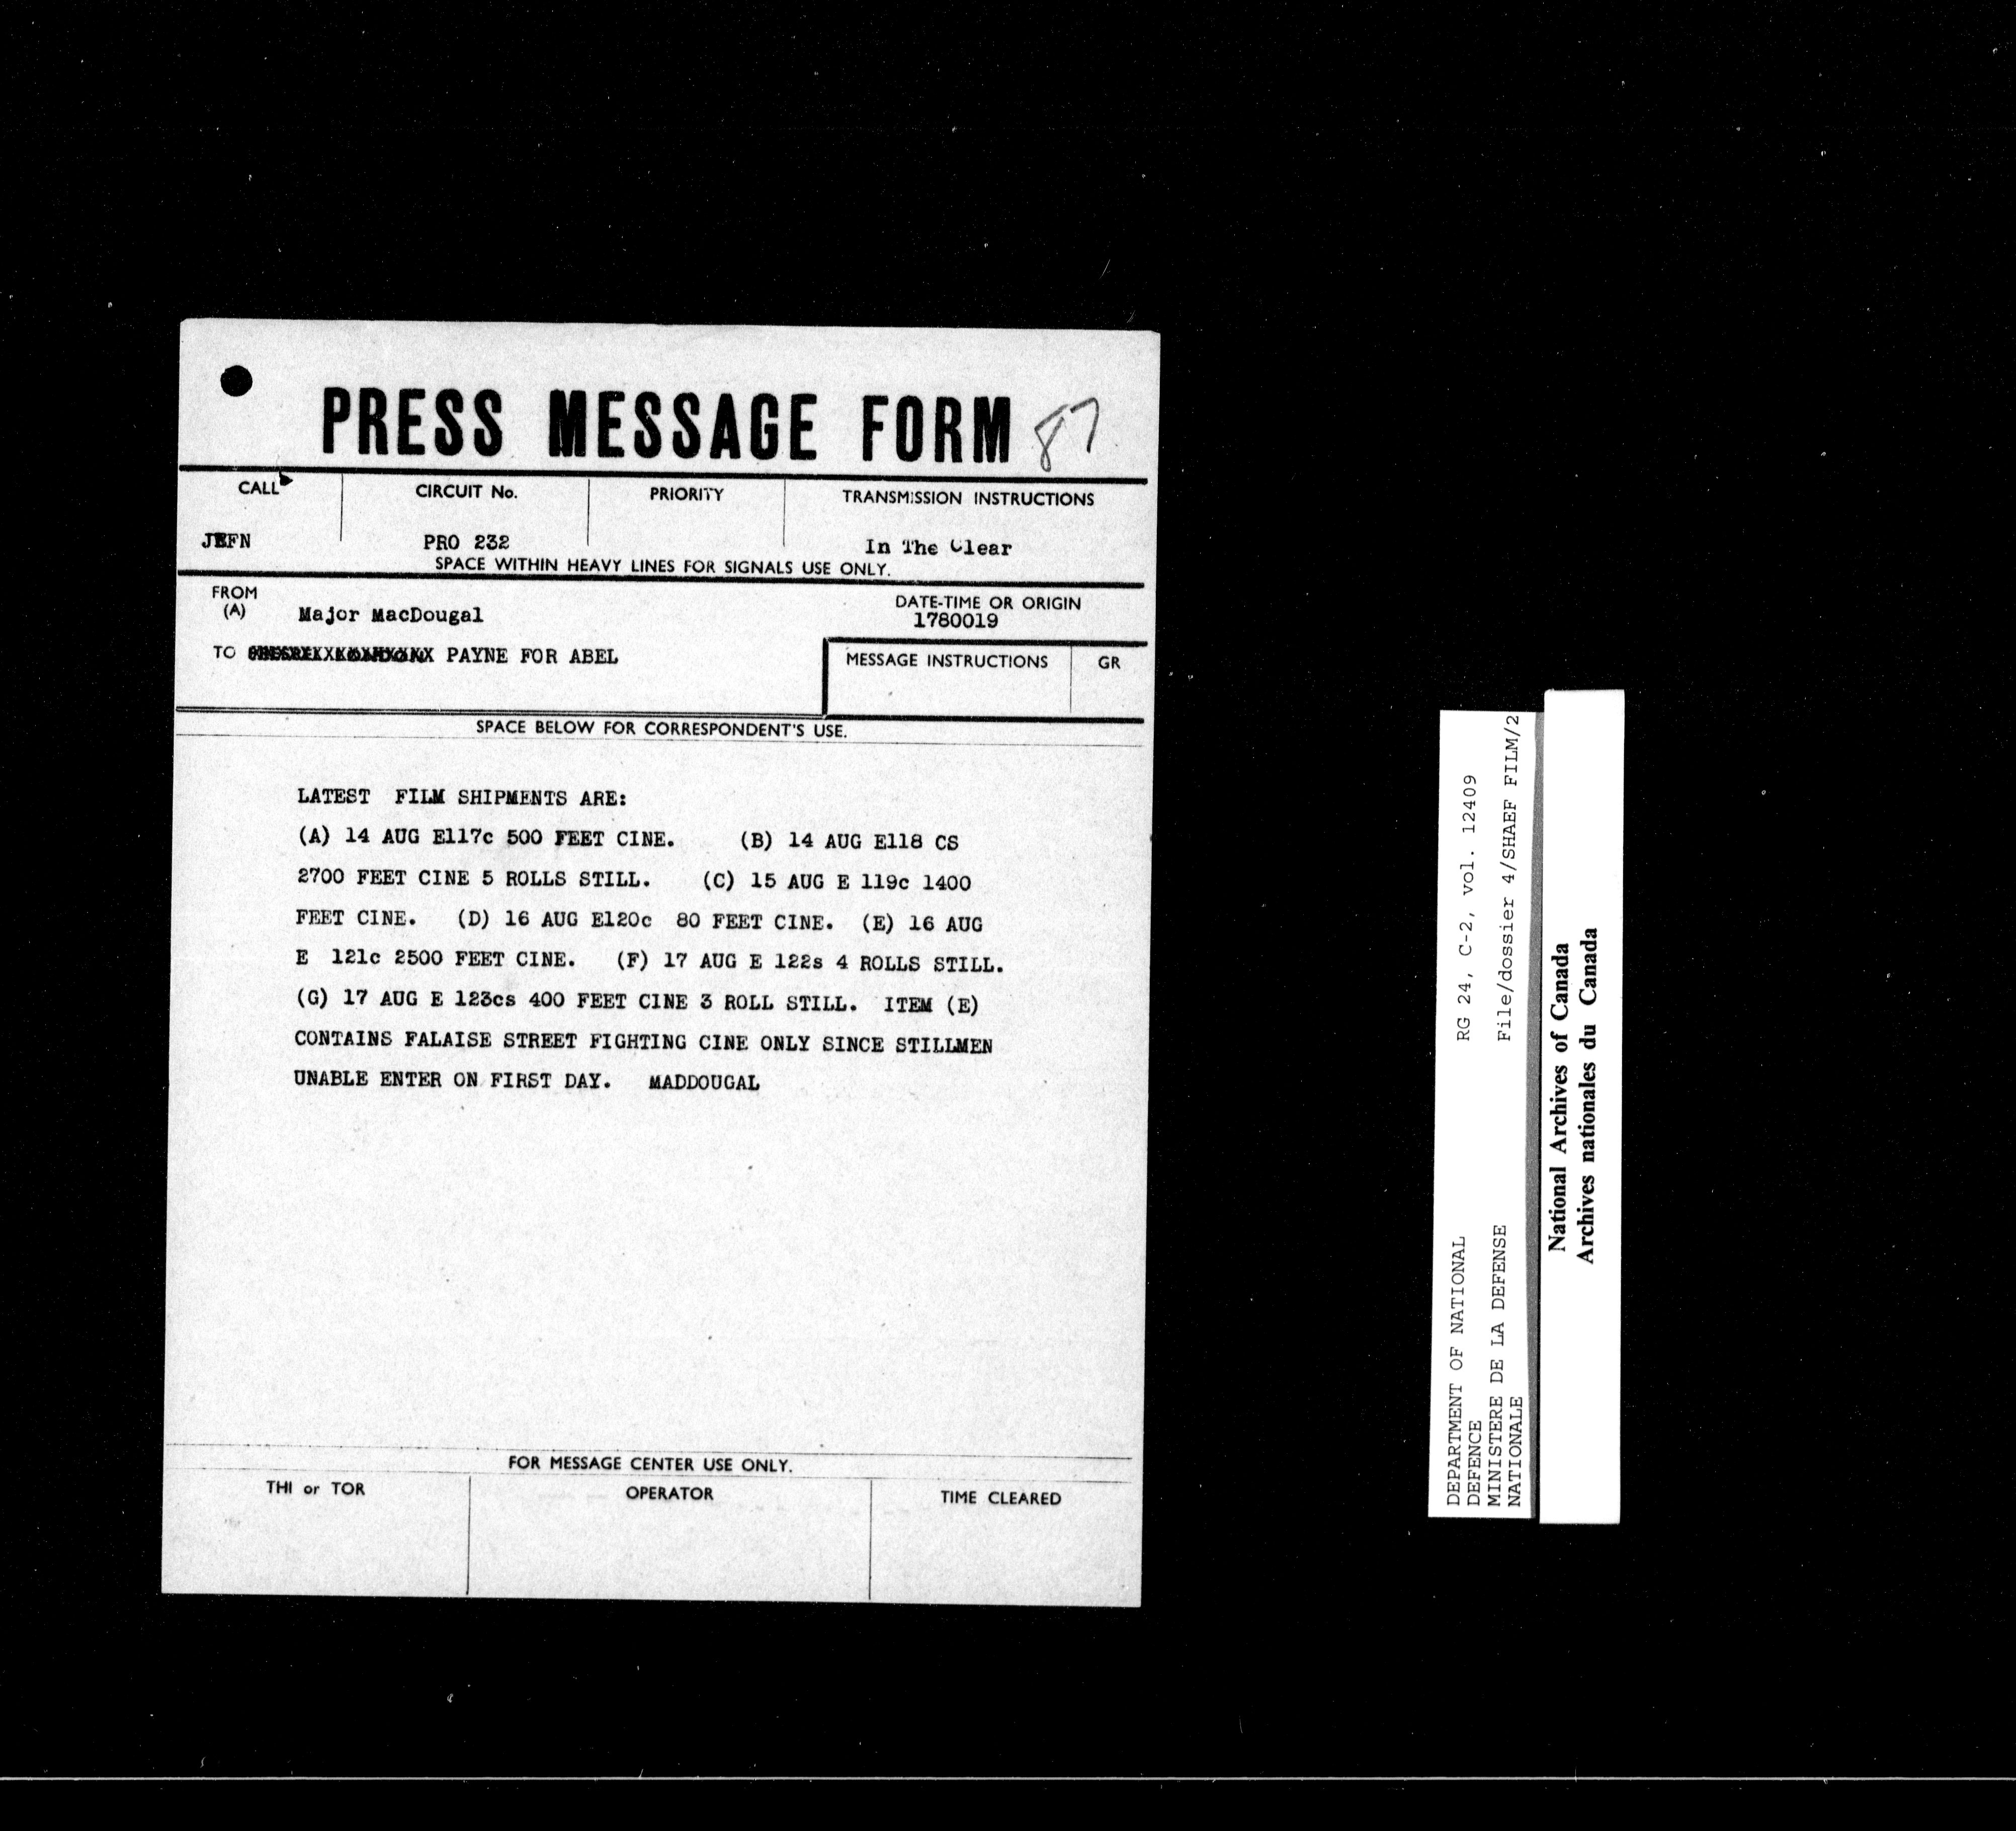 PRESS MESSAGE FORM 87
CALL CIRCUIT No. PRIORITY TRANSMISSION INSTRUCTIONS
JEFN PRO 232 In The Clear
SPACE WITHIN HEAVY LINES FOR SIGNALS USE ONLY.
FROM
(A) Major MacDougal
DATE-TIME OR ORIGIN
1780019
TO PAYNE FOR ABEL
MESSAGE INSTRUCTIONS GR
SPACE BELOW FOR CORRESPONDENT'S USE.
LATEST FILM SHIPMENTS ARE:
(A) 14 AUG E117c 500 FEET CINE. (B) 14 AUG E118 CS
2700 FEET CINE 5 ROLLS STILL. (C) 15 AUG E 119c 1400
FEET CINE. (D) 16 AUG E120c 80 FEET CINE. (E) 16 AUG
E 121c 2500 FEET CINE. (F) 17 AUG E 122s 4 ROLLS STILL.
(G) 17 AUG E 123cs 400 FEET CINE 3 ROLL STILL. ITEM (E)
CONTAINS FALAISE STREET FIGHTING CINE ONLY SINCE STILLMEN
UNABLE ENTER ON FIRST DAY. MADDOUGAL
FOR MESSAGE CENTER USE ONLY.
THI or TOR OPERATOR TIME CLEARED
DEPARTMENT OF NATIONAL RG 24, C-2, vol. 12409
DEFENCE
MINISTERE DE LA DEFENSE File/dossier 4/SHAEF FILM/2
NATIONALE
National Archives of Canada
Archives nationales du Canada